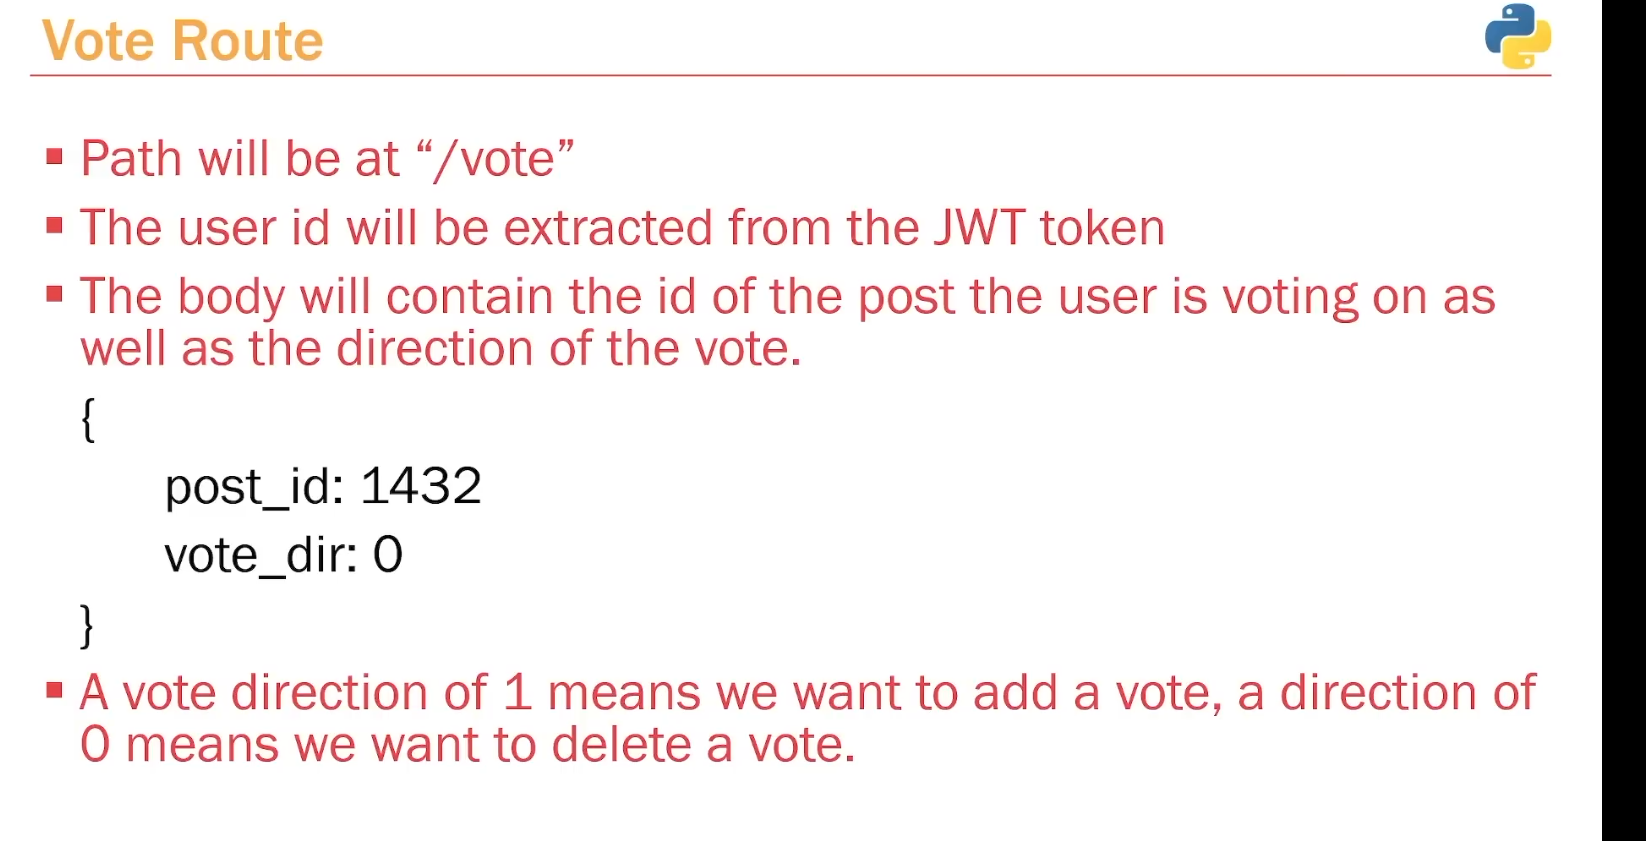 Vote Route
▪ Path will be at “/vote”
▪ The user id will be extracted from the JWT token
▪ The body will contain the id of the post the user is voting on as
well as the direction of the vote.
{
post_id: 1432
vote_dir: 0
}
▪ A vote direction of 1 means we want to add a vote, a direction of
0 means we want to delete a vote.